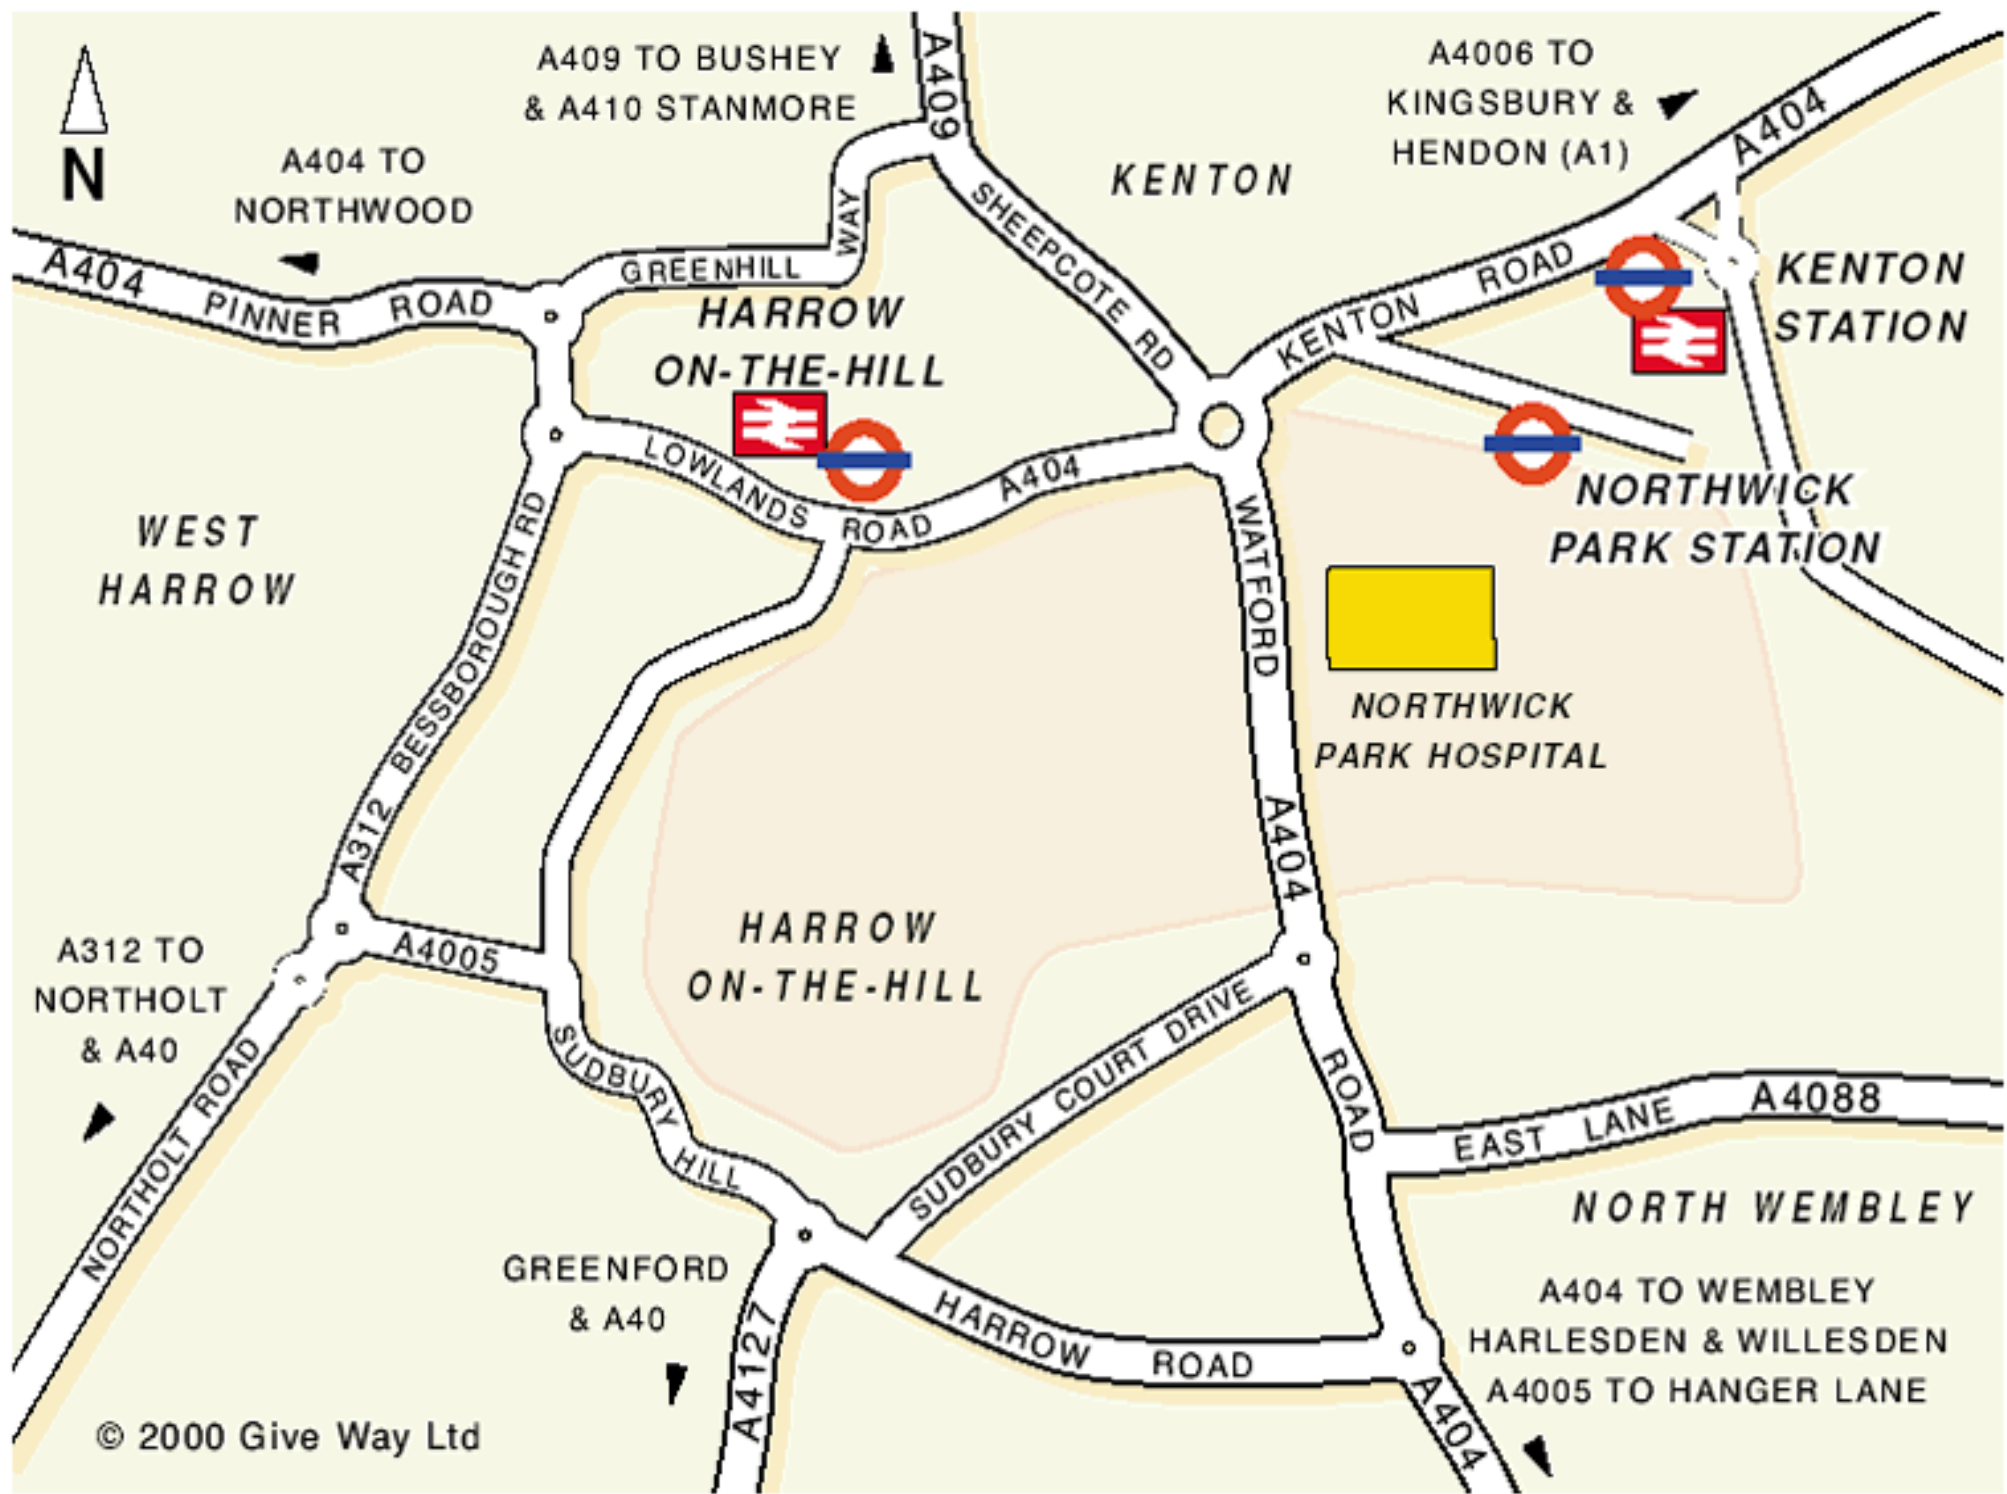 A409 TO BUSHEY
& A410 STANMORE
A409
A4006 TO
KINGSBURY &
HENDON (A1)
A404
N
A404 TO
NORTHWOOD
KENTON
A404 PINNER ROAD
GREENHILL WAY
SHEEPCOTE RD
KENTON ROAD
KENTON
STATION
HARROW
ON-THE-HILL
LOWLANDS ROAD A404
NORTHWICK
PARK STATION
WEST
HARROW
A312 BESSBOROUGH RD
WATFORD
A404
ROAD
NORTHWICK
PARK HOSPITAL
HARROW
ON-THE-HILL
A4005
A312 TO
NORTHOLT
& A40
NORTHOLT ROAD
SUDBURY HILL
SUDBURY COURT DRIVE
EAST LANE A4088
NORTH WEMBLEY
GREENFORD
& A40
A4127
HARROW ROAD
A404 TO WEMBLEY
HARLESDEN & WILLESDEN
A4005 TO HANGER LANE
A404
© 2000 Give Way Ltd